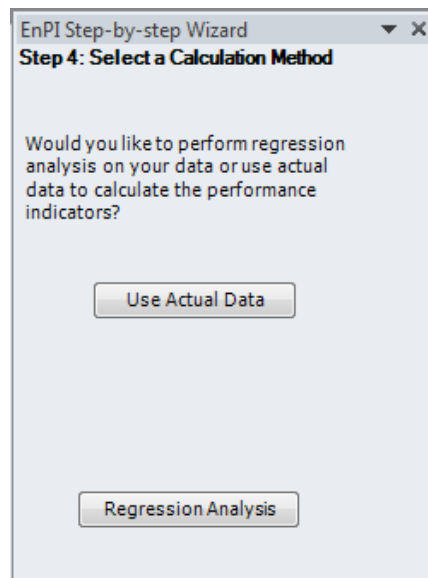 EnPI Step-by-step Wizard
Step 4: Select a Calculation Method
Would you like to perform regression
analysis on your data or use actual
data to calculate the performance
indicators?
Use Actual Data
Regression Analysis